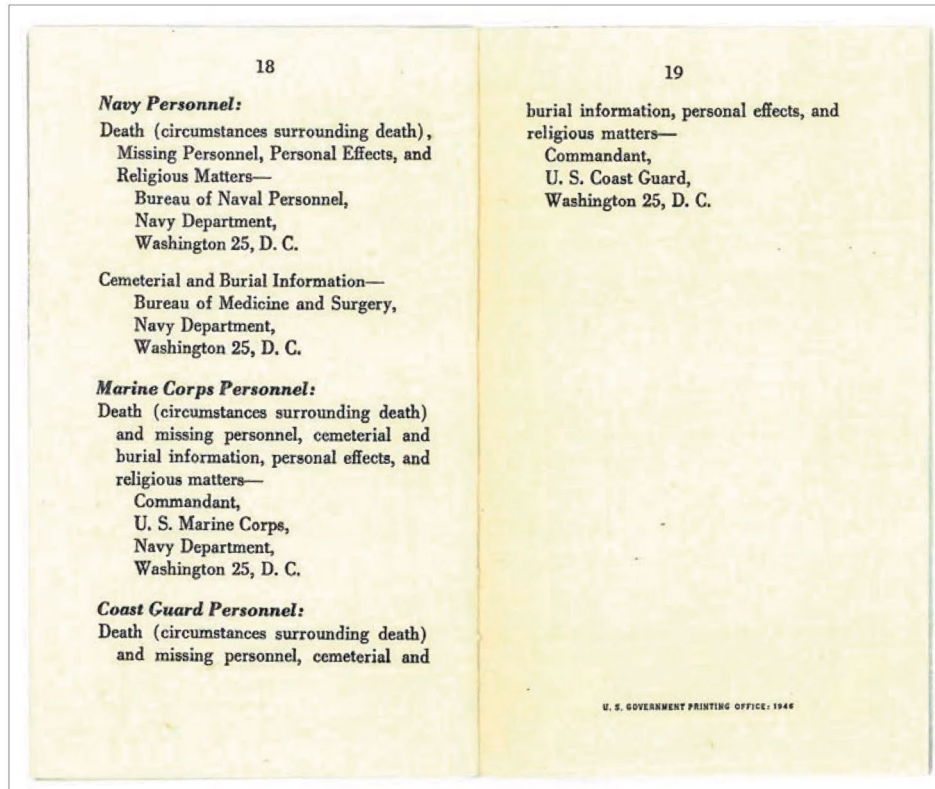 18
Navy Personnel:
Death (circumstances surrounding death),
Missing Personnel, Personal Effects, and
Religious Matters—
Bureau of Naval Personnel,
Navy Department,
Washington 25, D. C.
Cemeterial and Burial Information—
Bureau of Medicine and Surgery,
Navy Department,
Washington 25, D. C.
Marine Corps Personnel:
Death (circumstances surrounding death)
and missing personnel, cemeterial and
burial information, personal effects, and
religious matters—
Commandant,
U. S. Marine Corps,
Navy Department,
Washington 25, D. C.
Coast Guard Personnel:
Death (circumstances surrounding death)
and missing personnel, cemeterial and
19
burial information, personal effects, and
religious matters—
Commandant,
U. S. Coast Guard,
Washington 25, D. C.
U. S. GOVERNMENT PRINTING OFFICE: 1946